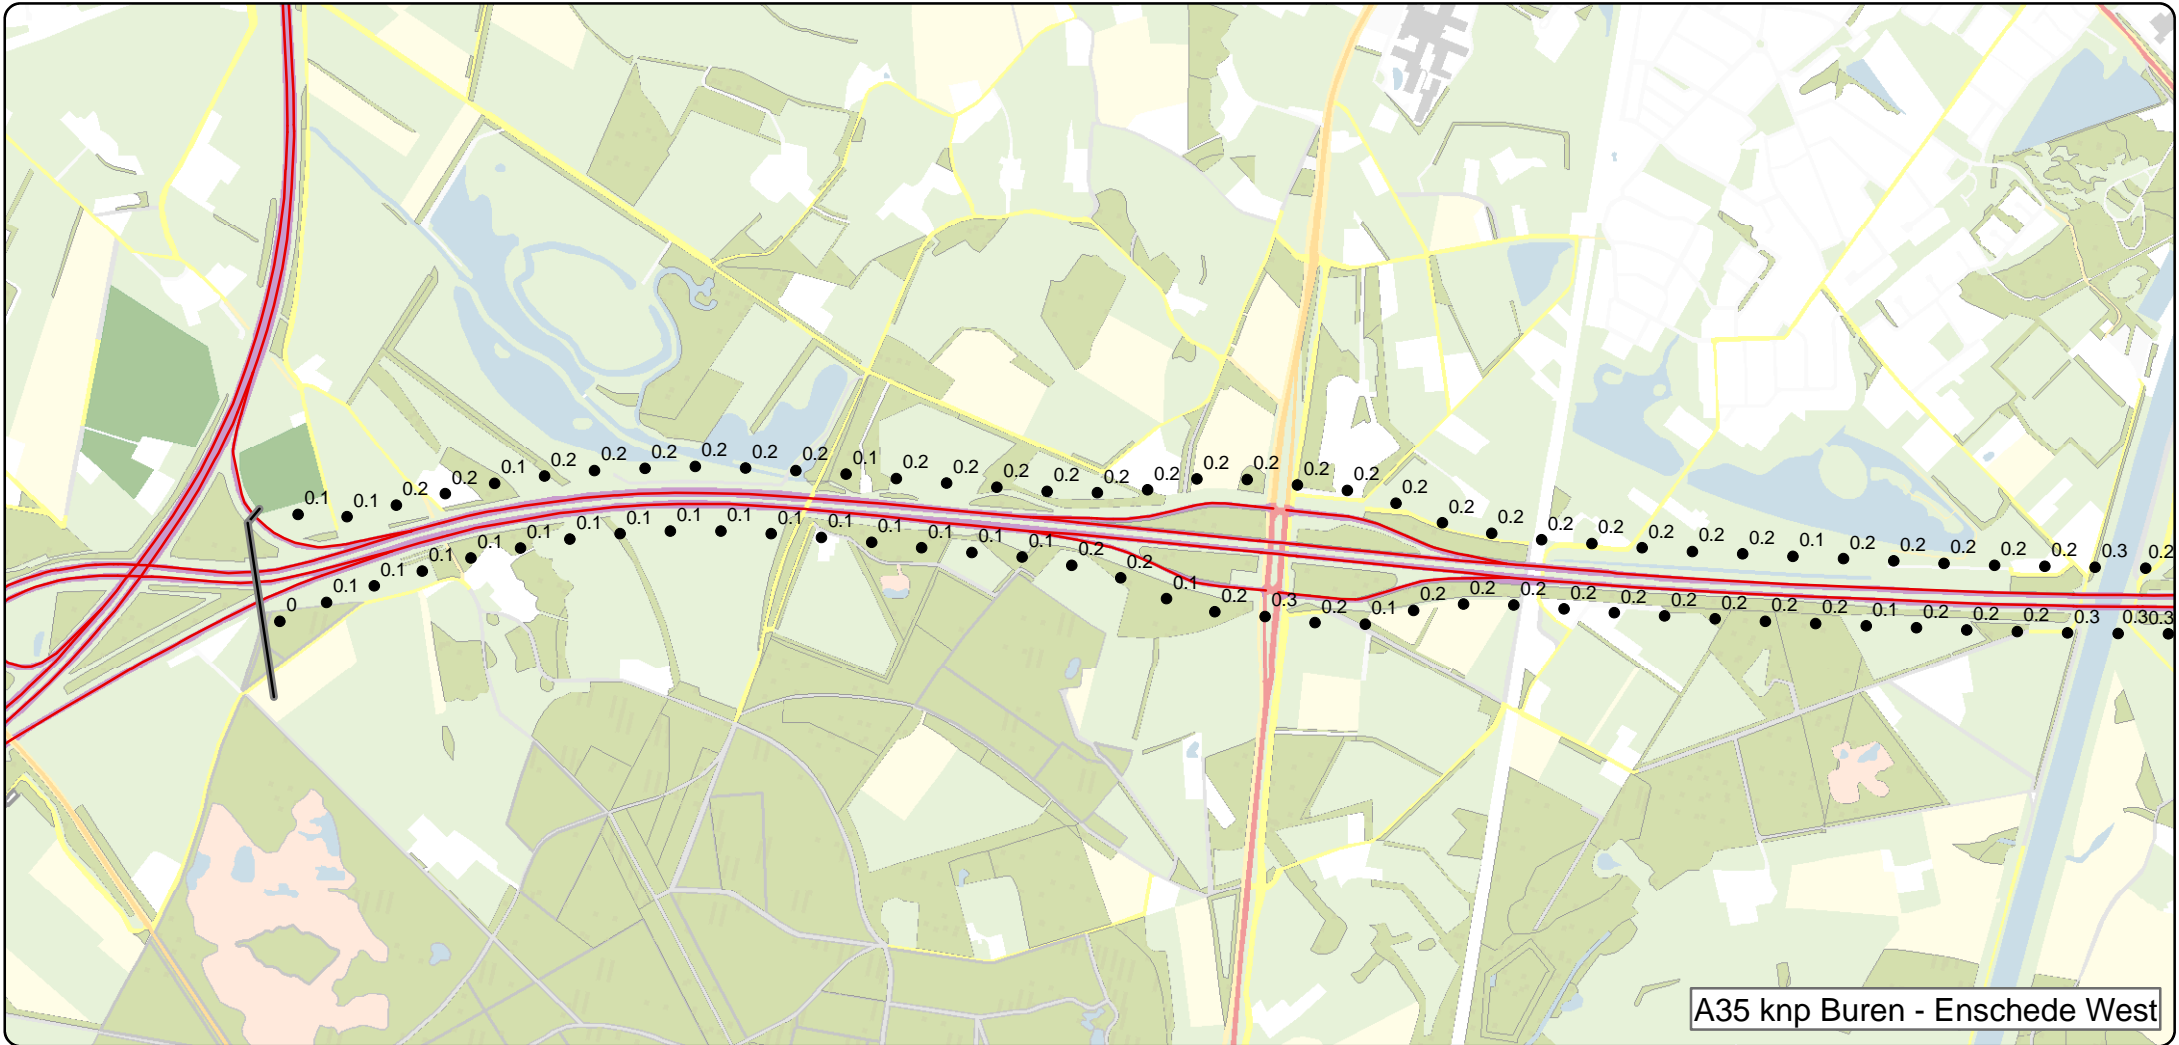 0.1 0.1 0.2 0.2 0.1 0.2 0.2 0.2 0.2 0.2 0.2 0.1 0.2 0.2 0.2 0.2 0.2 0.2 0.2 0.2 0.2 0.2 0.2 0.2 0.2 0.2 0.2 0.2 0.2 0.2 0.1 0.2 0.2 0.2 0.2 0.2 0.3 0.2
0 0.1 0.1 0.1 0.1 0.1 0.1 0.1 0.1 0.1 0.1 0.1 0.1 0.1 0.1 0.1 0.2 0.2 0.1 0.2 0.3 0.2 0.1 0.2 0.2 0.2 0.2 0.2 0.2 0.2 0.2 0.2 0.1 0.2 0.2 0.2 0.3 0.3 0.3
A35 knp Buren - Enschede West